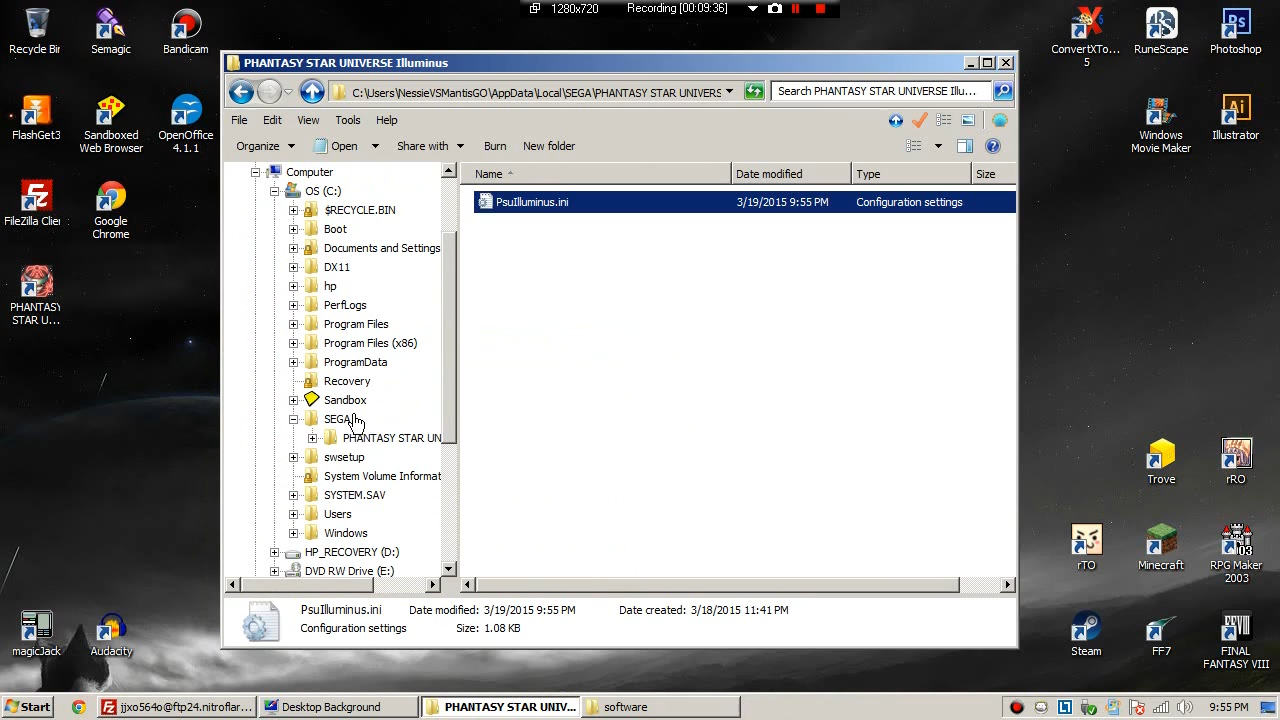 1280x720 Recording [00:09:36]
Recycle Bin
Semagic
Bandicam
ConvertXTo... 5
RuneScape
Photoshop
FlashGet3
Sandboxed Web Browser
OpenOffice 4.1.1
Windows Movie Maker
Illustrator
FileZilla Client
Google Chrome
PHANTASY STAR U...
PHANTASY STAR UNIVERSE Illuminus
C:\Users\NessieVSMantisGO\AppData\Local\SEGA\PHANTASY STAR UNIVERS
Search PHANTASY STAR UNIVERSE Illu...
File Edit View Tools Help
Organize Open Share with Burn New folder
Computer
OS (C:)
$RECYCLE.BIN
Boot
Documents and Settings
DX11
hp
PerfLogs
Program Files
Program Files (x86)
ProgramData
Recovery
Sandbox
SEGA
PHANTASY STAR UN
swsetup
System Volume Informat
SYSTEM.SAV
Users
Windows
HP_RECOVERY (D:)
DVD RW Drive (E:)
Name Date modified Type Size
PsuIlluminus.ini 3/19/2015 9:55 PM Configuration settings
PsuIlluminus.ini Date modified: 3/19/2015 9:55 PM Date created: 3/18/2015 11:41 PM
Configuration settings Size: 1.08 KB
Trove
rRO
rTO
Minecraft
RPG Maker 2003
03
magicJack
Audacity
Steam
FF7
FINAL FANTASY VIII
Start
jjxo564o@ftp24.nitroflar...
Desktop Background
PHANTASY STAR UNIV...
software
9:55 PM